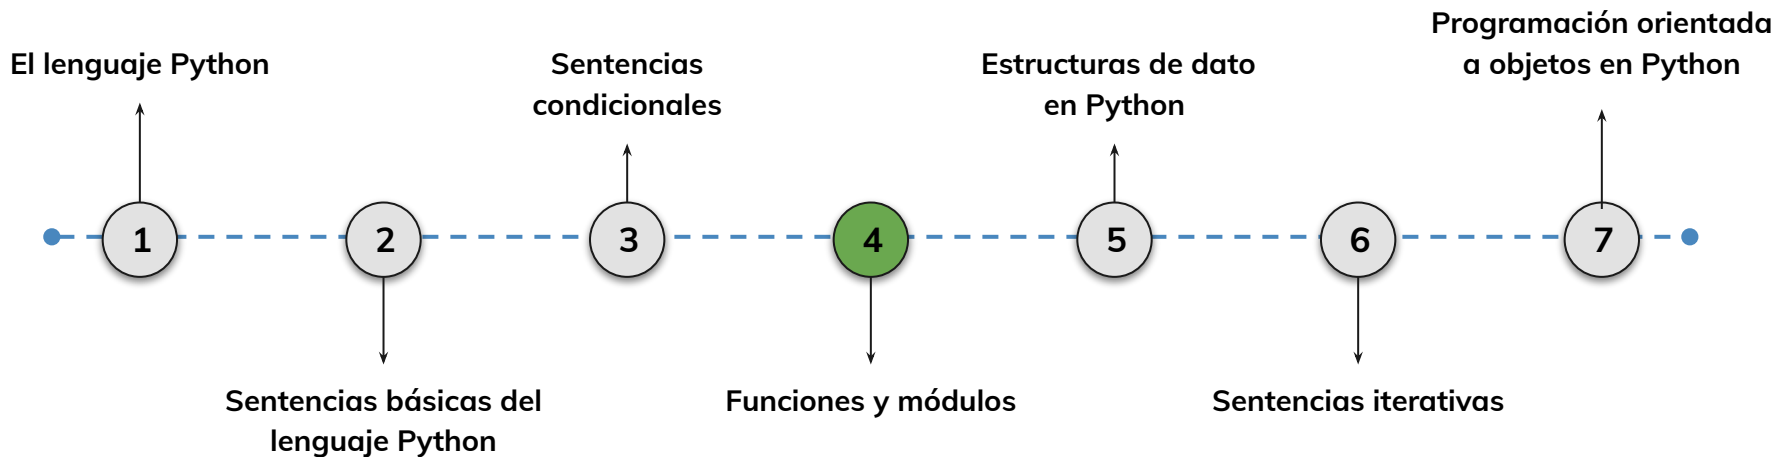 El lenguaje Python
1
Sentencias básicas del
lenguaje Python
2
Sentencias
condicionales
3
Funciones y módulos
4
Estructuras de dato
en Python
5
Sentencias iterativas
6
Programación orientada
a objetos en Python
7